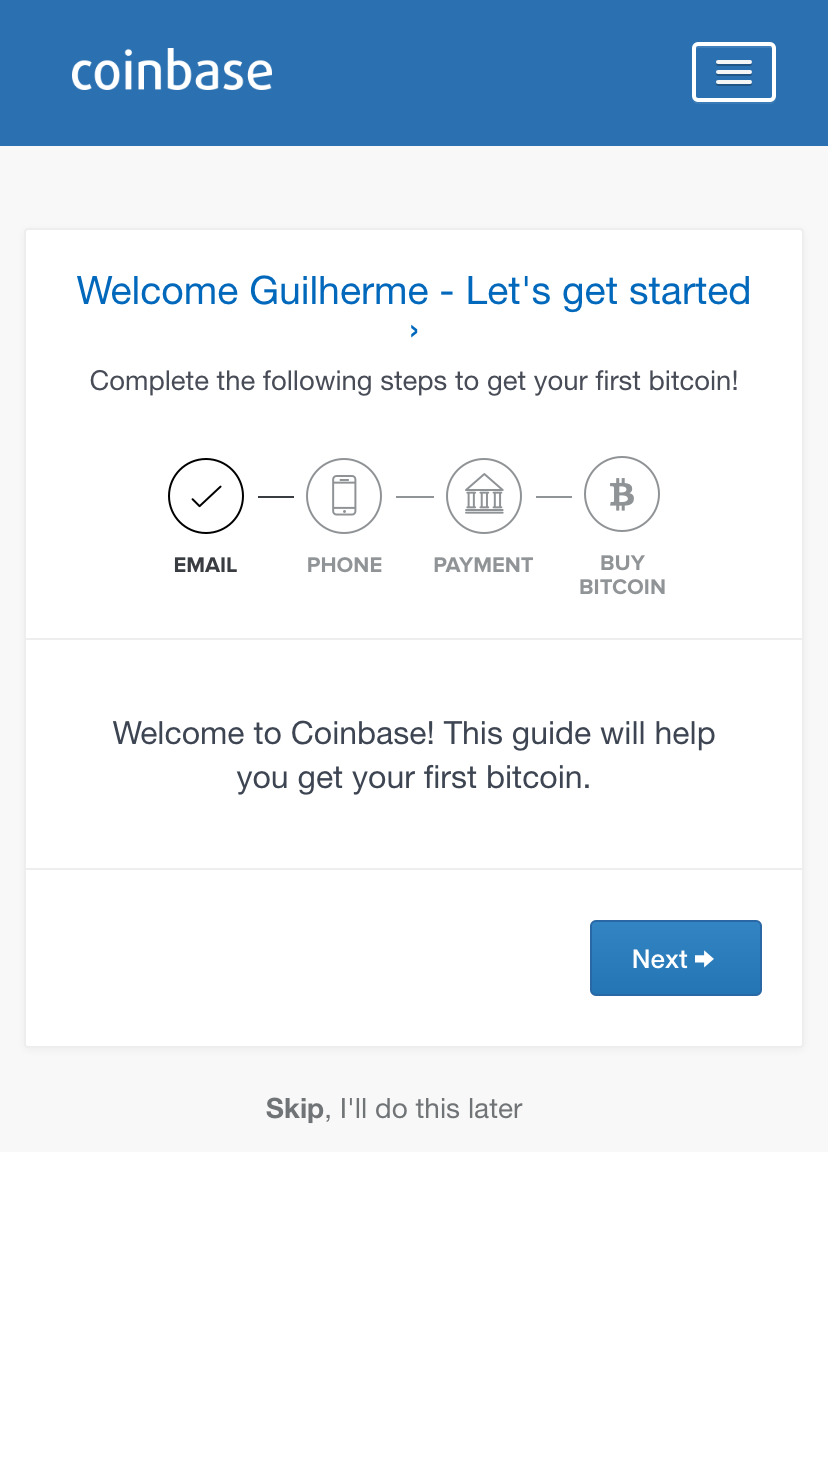 coinbase
Welcome Guilherme - Let's get started
›
Complete the following steps to get your first bitcoin!
EMAIL
PHONE
PAYMENT
BUY
BITCOIN
Welcome to Coinbase! This guide will help
you get your first bitcoin.
Next
Skip, I'll do this later